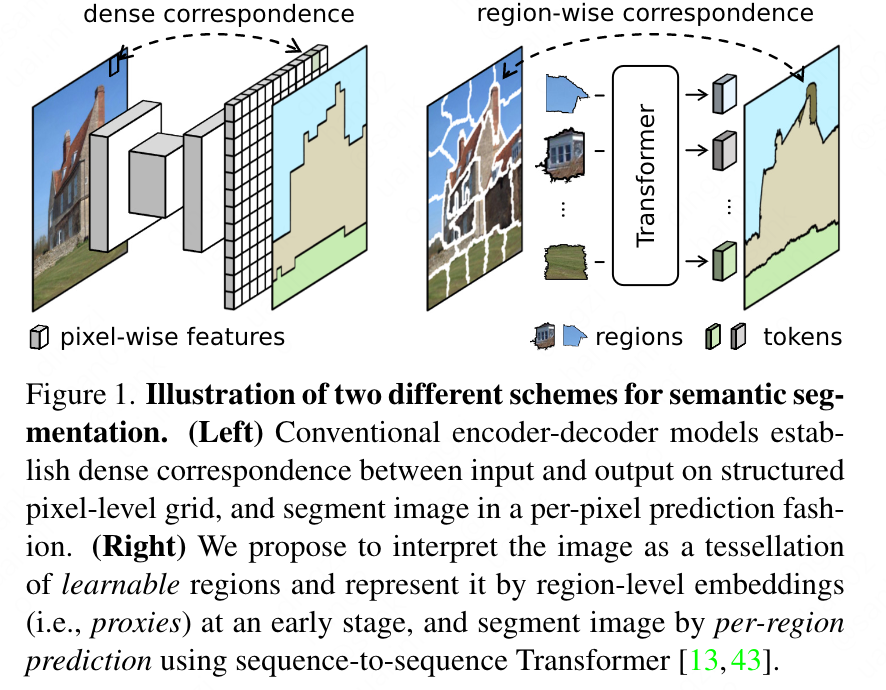 dense correspondence
region-wise correspondence
Transformer
...
...
pixel-wise features
regions
tokens
Figure 1. Illustration of two different schemes for semantic seg-
mentation. (Left) Conventional encoder-decoder models estab-
lish dense correspondence between input and output on structured
pixel-level grid, and segment image in a per-pixel prediction fash-
ion. (Right) We propose to interpret the image as a tessellation
of learnable regions and represent it by region-level embeddings
(i.e., proxies) at an early stage, and segment image by per-region
prediction using sequence-to-sequence Transformer [13,43].